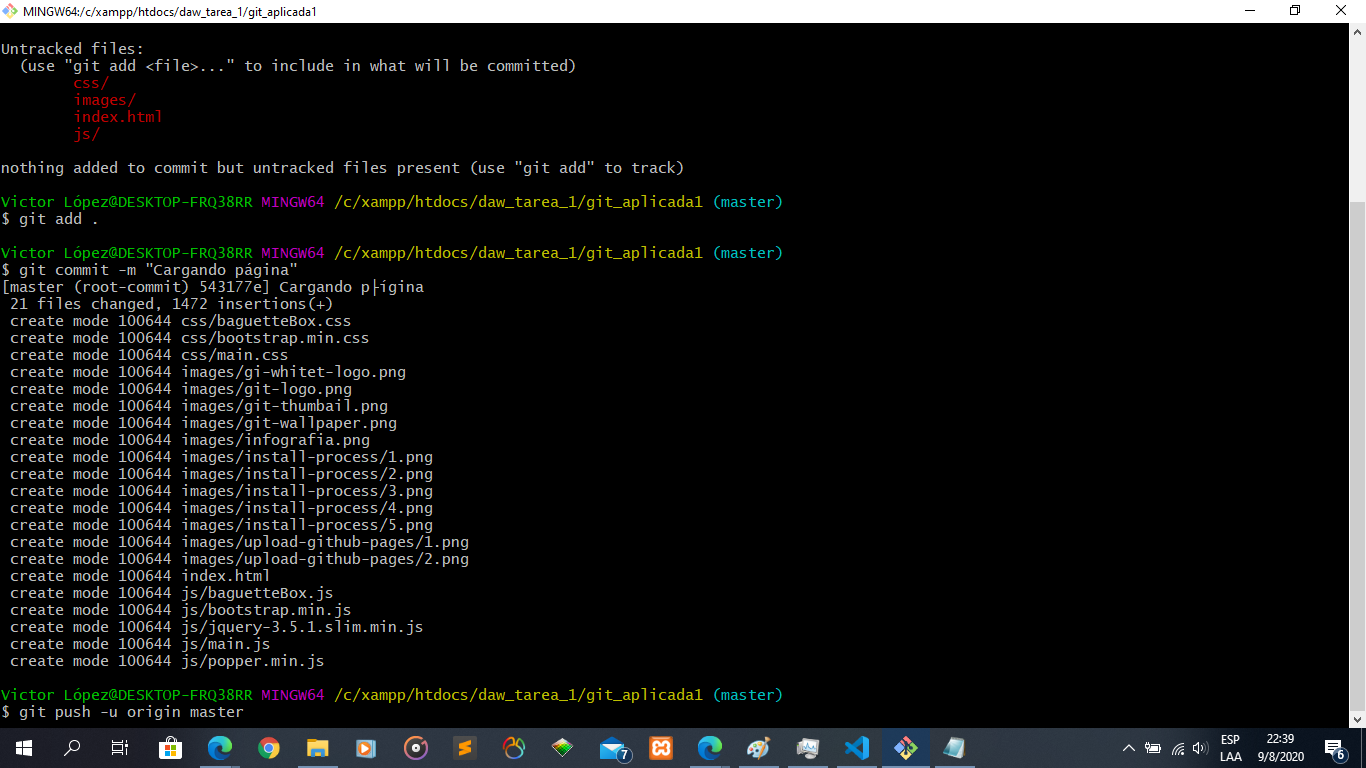 MINGW64:/c/xampp/htdocs/daw_tarea_1/git_aplicada1
Untracked files:
  (use "git add <file>..." to include in what will be committed)
        css/
        images/
        index.html
        js/
nothing added to commit but untracked files present (use "git add" to track)
Victor López@DESKTOP-FRQ38RR MINGW64 /c/xampp/htdocs/daw_tarea_1/git_aplicada1 (master)
$ git add .
Victor López@DESKTOP-FRQ38RR MINGW64 /c/xampp/htdocs/daw_tarea_1/git_aplicada1 (master)
$ git commit -m "Cargando página"
[master (root-commit) 543177e] Cargando p├ígina
 21 files changed, 1472 insertions(+)
 create mode 100644 css/baguetteBox.css
 create mode 100644 css/bootstrap.min.css
 create mode 100644 css/main.css
 create mode 100644 images/gi-whitet-logo.png
 create mode 100644 images/git-logo.png
 create mode 100644 images/git-thumbail.png
 create mode 100644 images/git-wallpaper.png
 create mode 100644 images/infografia.png
 create mode 100644 images/install-process/1.png
 create mode 100644 images/install-process/2.png
 create mode 100644 images/install-process/3.png
 create mode 100644 images/install-process/4.png
 create mode 100644 images/install-process/5.png
 create mode 100644 images/upload-github-pages/1.png
 create mode 100644 images/upload-github-pages/2.png
 create mode 100644 index.html
 create mode 100644 js/baguetteBox.js
 create mode 100644 js/bootstrap.min.js
 create mode 100644 js/jquery-3.5.1.slim.min.js
 create mode 100644 js/main.js
 create mode 100644 js/popper.min.js
Victor López@DESKTOP-FRQ38RR MINGW64 /c/xampp/htdocs/daw_tarea_1/git_aplicada1 (master)
$ git push -u origin master
7
ESP
LAA
22:39
9/8/2020
6